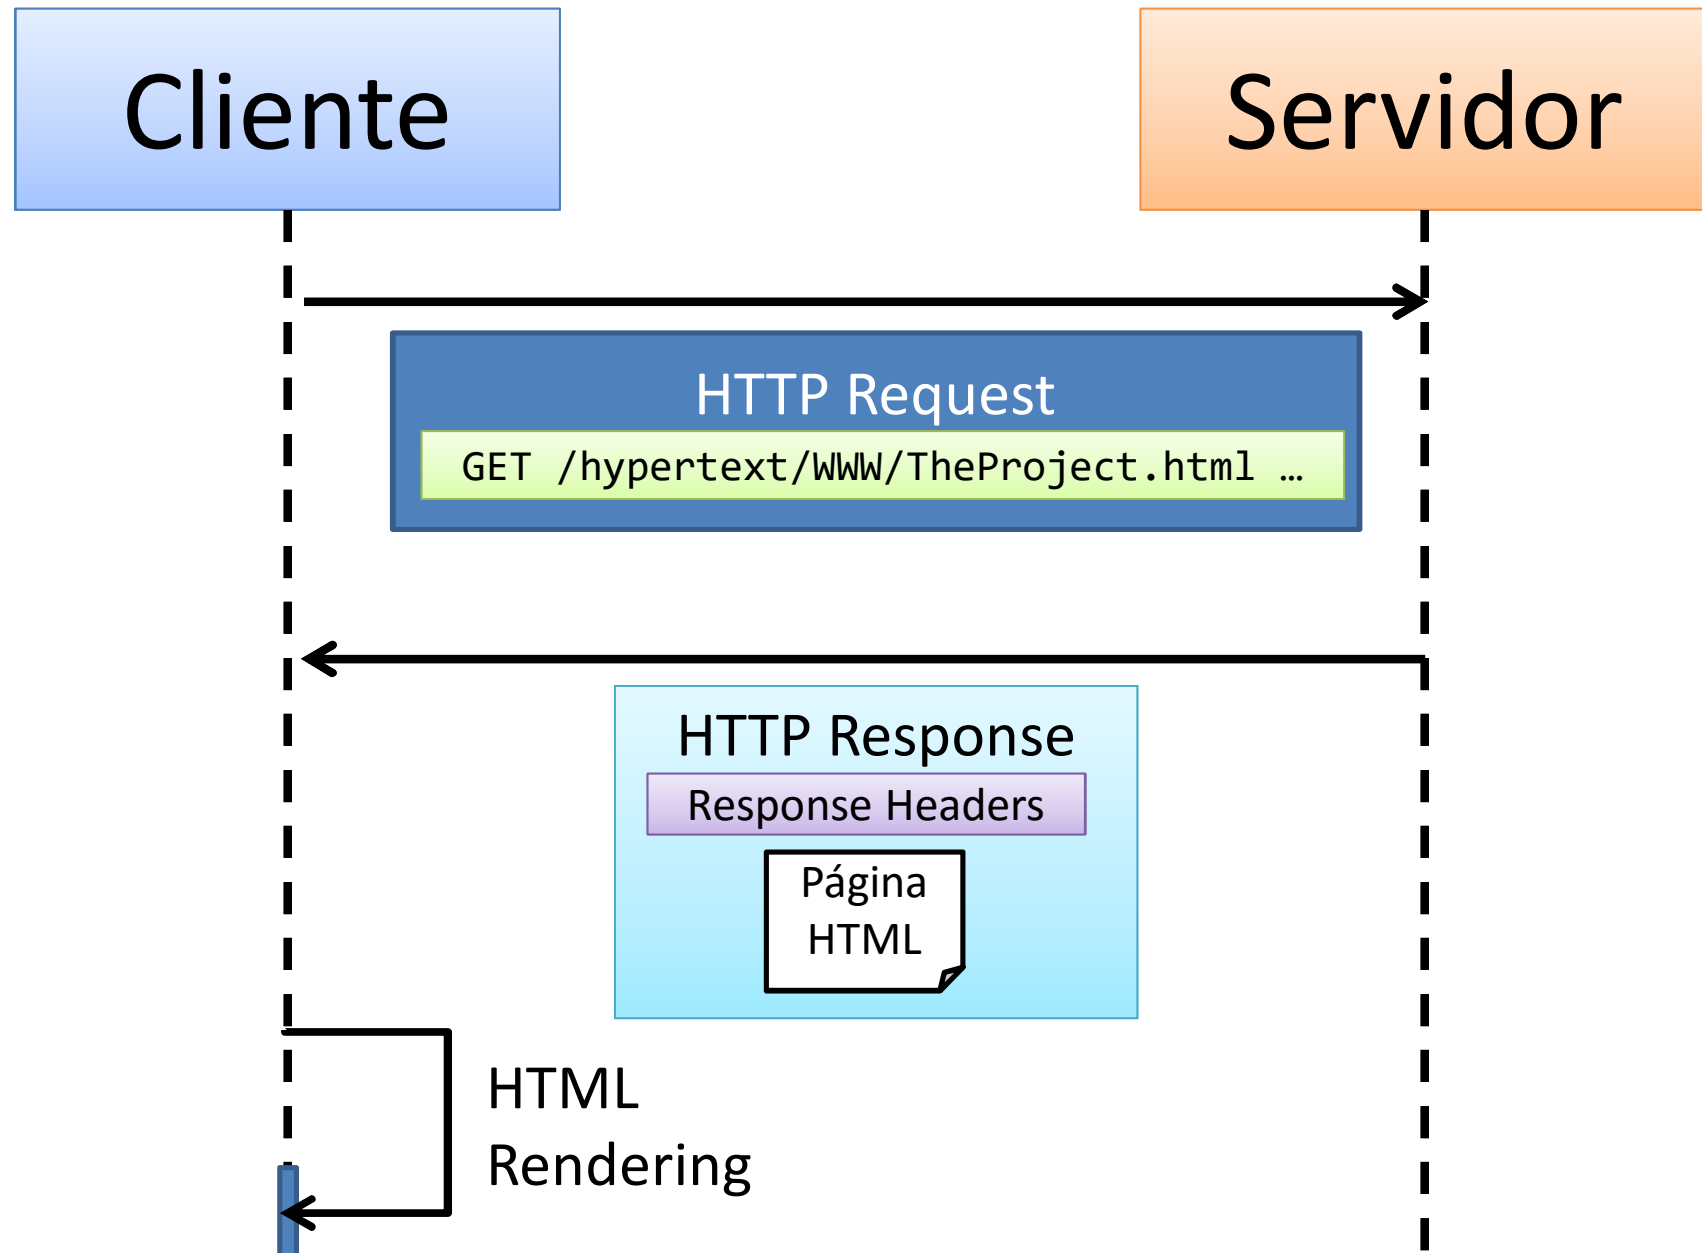 Cliente
Servidor
HTTP Request
GET /hypertext/WWW/TheProject.html …
HTTP Response
Response Headers
Página
HTML
HTML
Rendering